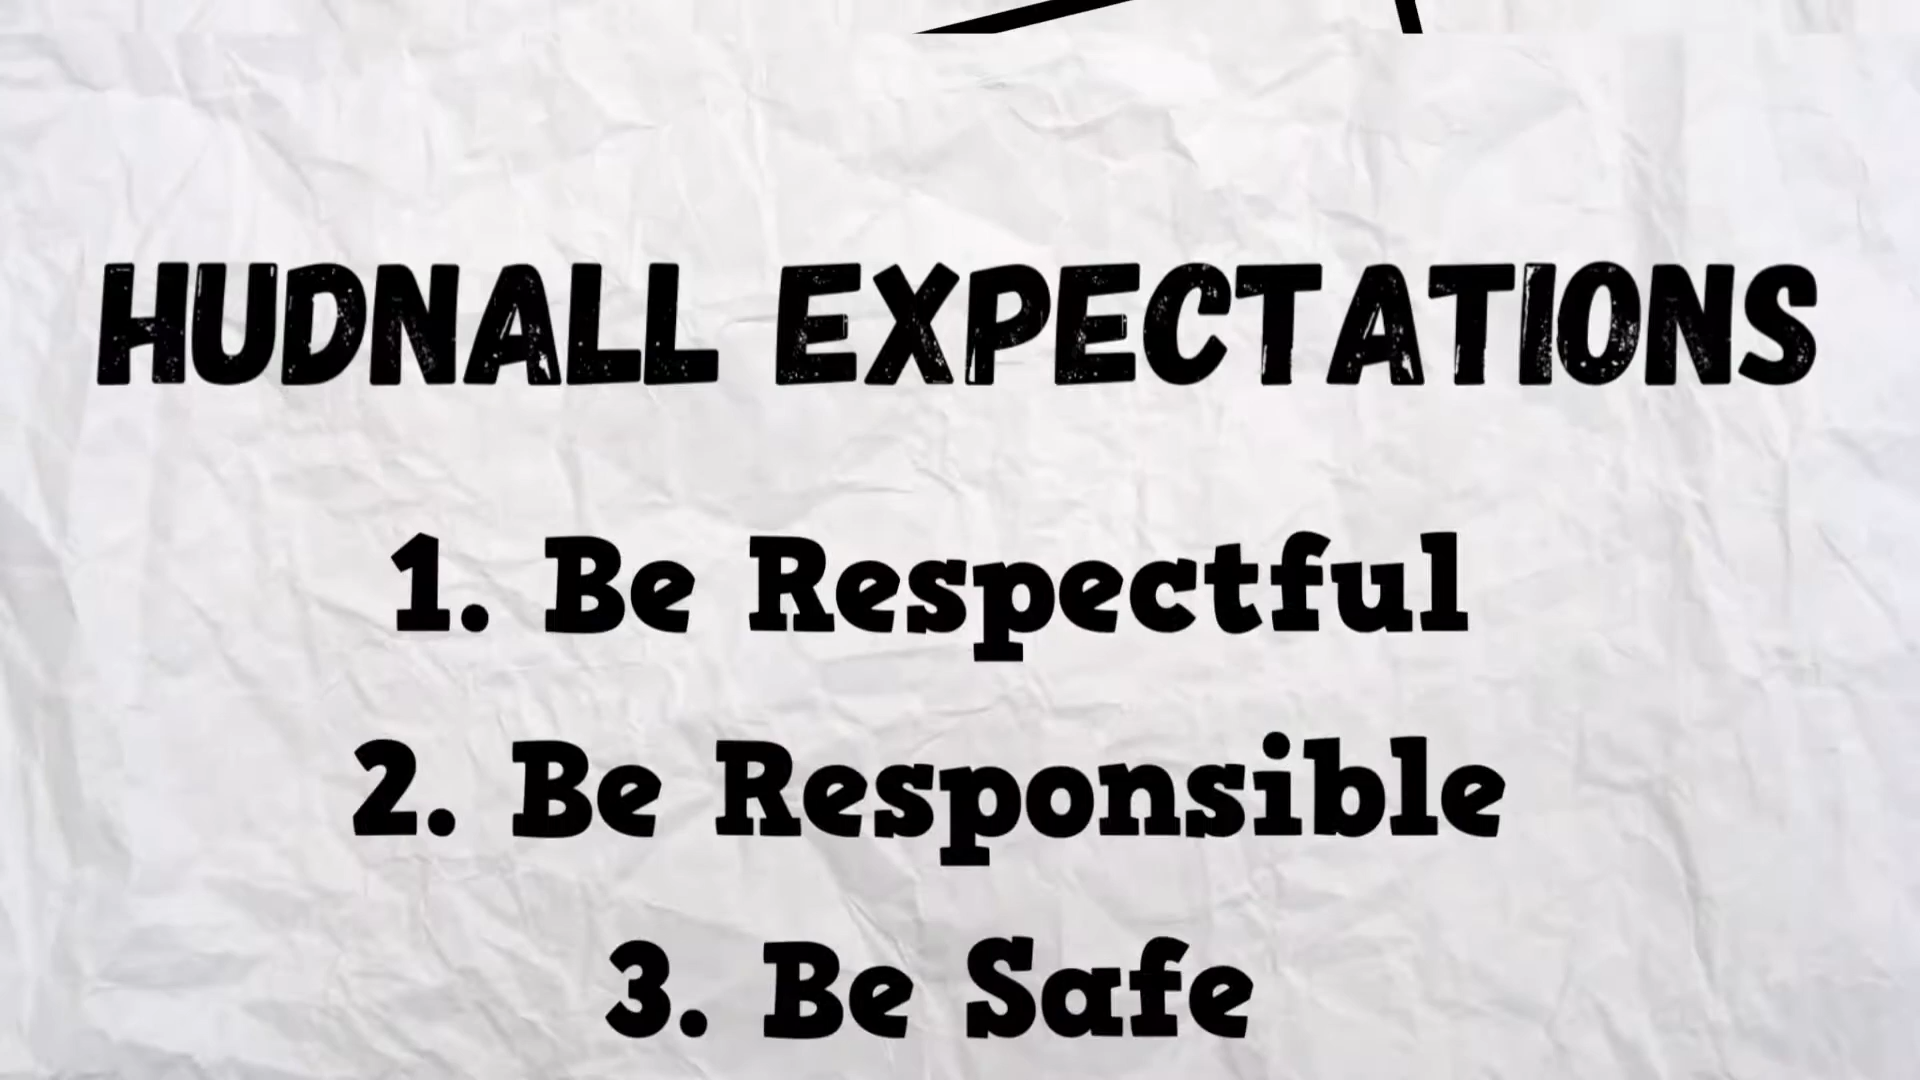 HUDNALL EXPECTATIONS
1. Be Respectful
2. Be Responsible
3. Be Safe